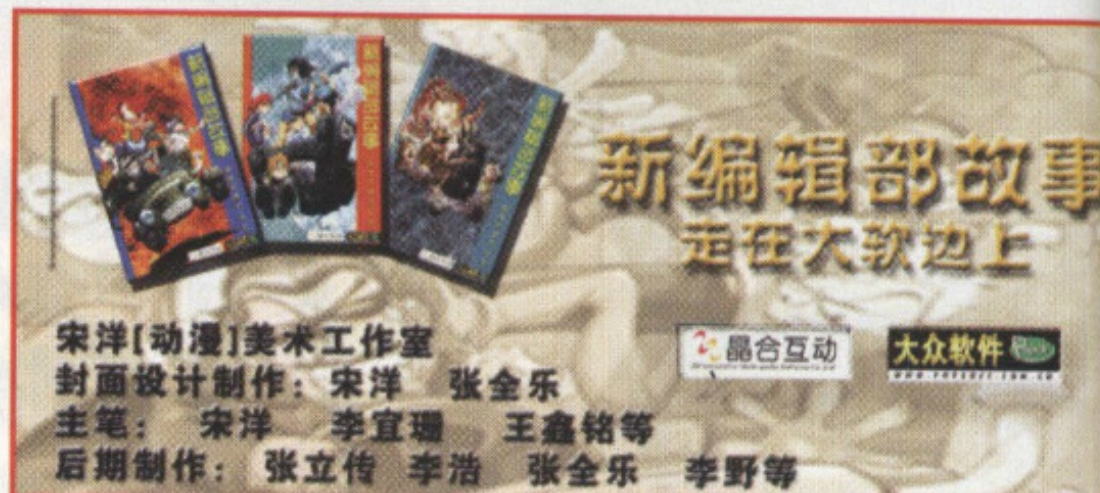 新编辑部故事
走在大软边上
宋洋[动漫]美术工作室
封面设计制作：宋洋 张全乐
主笔：宋洋 李宜珊 王鑫铭等
后期制作：张立传 李浩 张全乐 李野等
晶合互动
大众软件